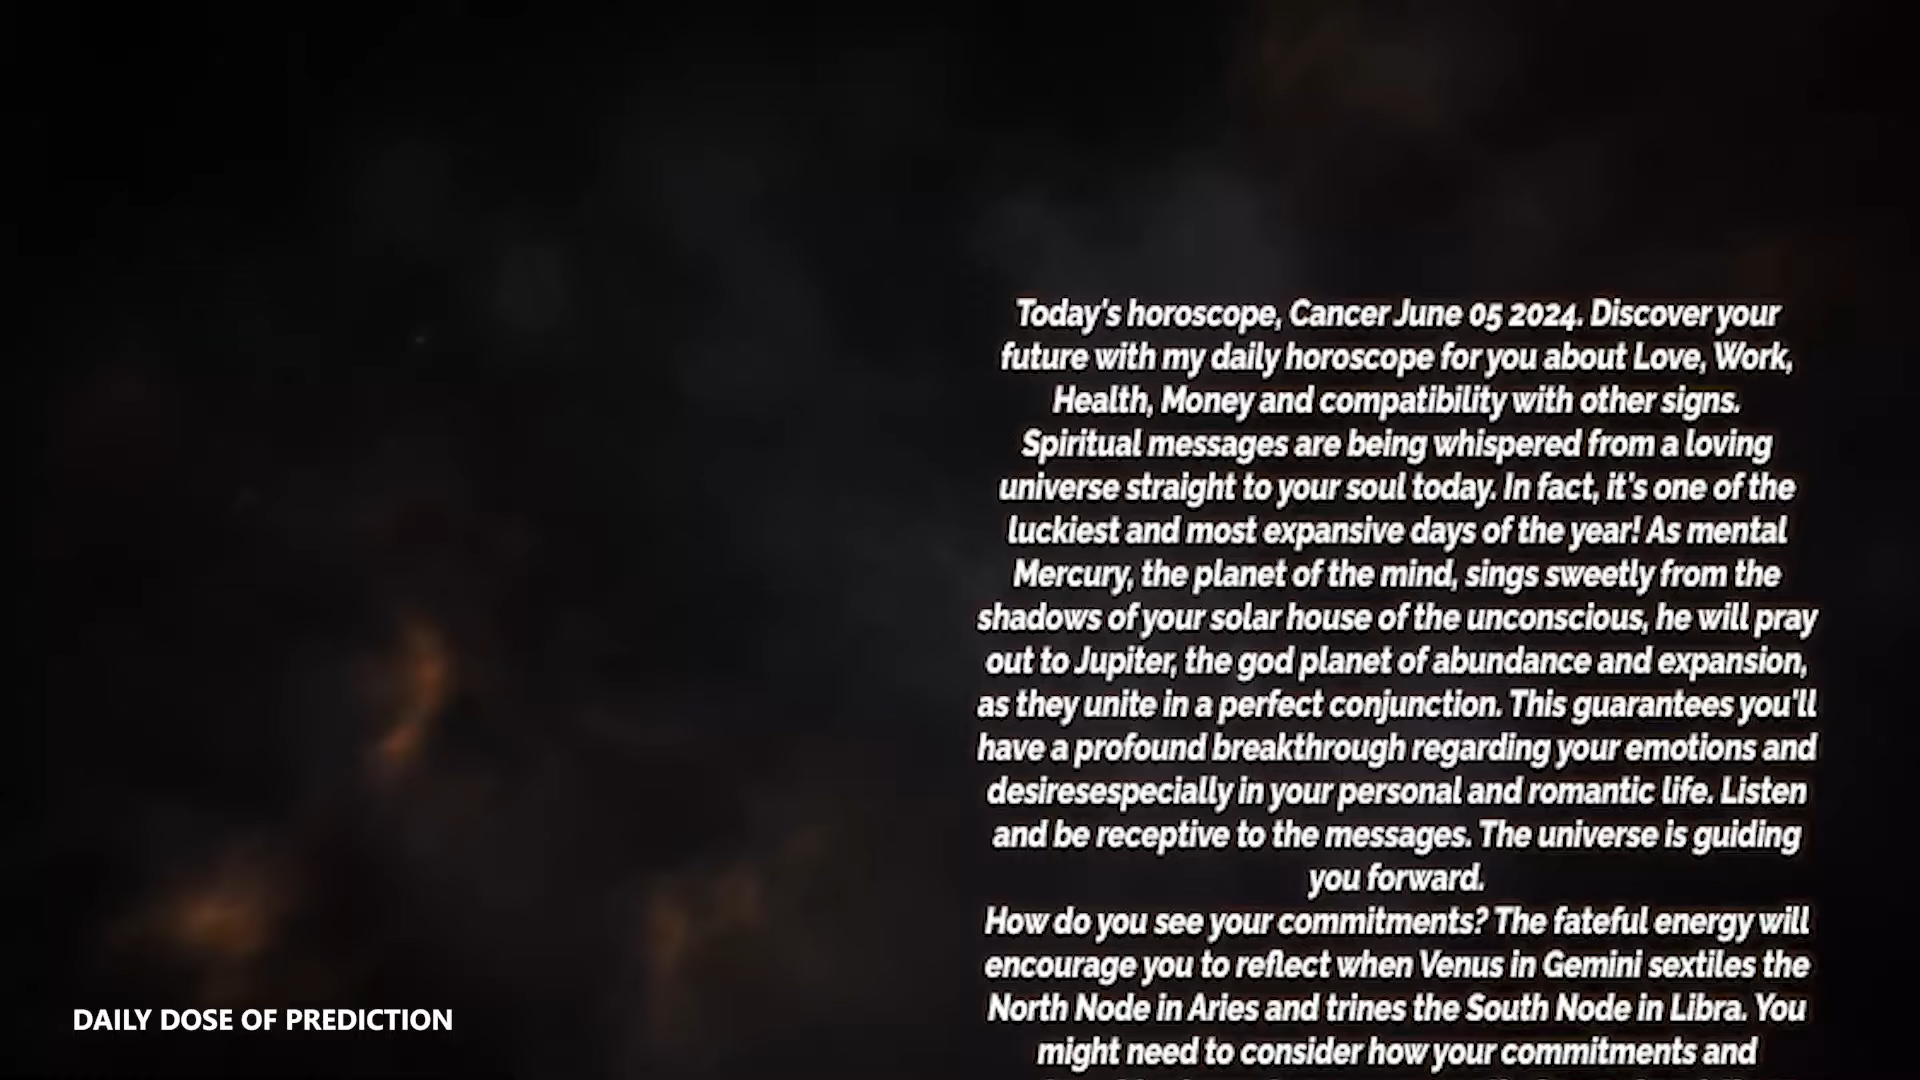 Today's horoscope, Cancer June 05 2024. Discover your
future with my daily horoscope for you about Love, Work,
Health, Money and compatibility with other signs.
Spiritual messages are being whispered from a loving
universe straight to your soul today. In fact, it's one of the
luckiest and most expansive days of the year! As mental
Mercury, the planet of the mind, sings sweetly from the
shadows of your solar house of the unconscious, he will pray
out to Jupiter, the god planet of abundance and expansion,
as they unite in a perfect conjunction. This guarantees you'll
have a profound breakthrough regarding your emotions and
desiresespecially in your personal and romantic life. Listen
and be receptive to the messages. The universe is guiding
you forward.
How do you see your commitments? The fateful energy will
encourage you to reflect when Venus in Gemini sextiles the
North Node in Aries and trines the South Node in Libra. You
might need to consider how your commitments and
DAILY DOSE OF PREDICTION